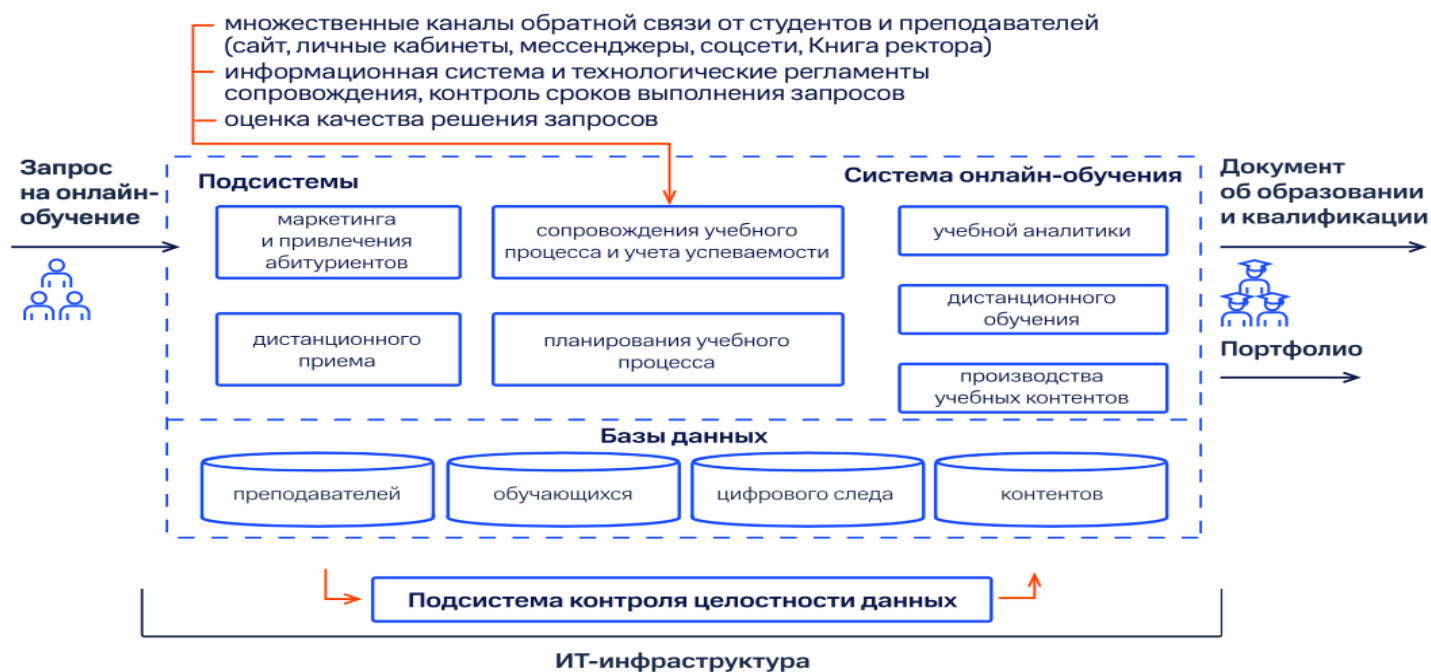 множественные каналы обратной связи от студентов и преподавателей
(сайт, личные кабинеты, мессенджеры, соцсети, Книга ректора)
информационная система и технологические регламенты
сопровождения, контроль сроков выполнения запросов
оценка качества решения запросов
Запрос
на онлайн-
обучение
Подсистемы
Система онлайн-обучения
маркетинга
и привлечения
абитуриентов
сопровождения учебного
процесса и учета успеваемости
учебной аналитики
дистанционного
приема
планирования учебного
процесса
дистанционного
обучения
производства
учебных контентов
Документ
об образовании
и квалификации
Портфолио
Базы данных
преподавателей
обучающихся
цифрового следа
контентов
Подсистема контроля целостности данных
ИТ-инфраструктура